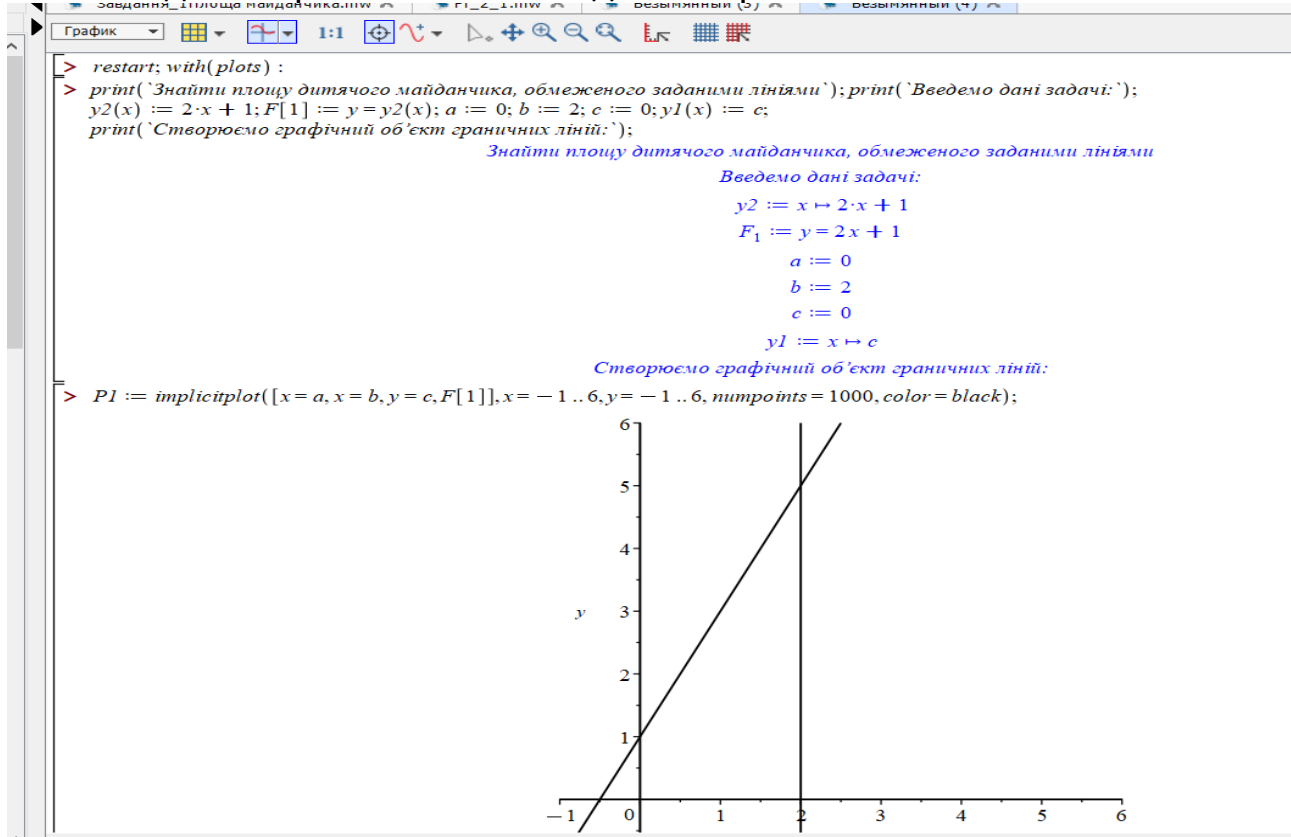 Завдання_1площа майданчика.mw
Pr_2_1.mw
Безымянный (3)
Безымянный (4)
График
1:1
> restart; with(plots) :
> print(`Знайти площу дитячого майданчика, обмеженого заданими лініями`); print(`Введемо дані задачі:`);
y2(x) := 2·x + 1; F[1] := y = y2(x); a := 0; b := 2; c := 0; y1(x) := c;
print(`Створюємо графічний об’єкт граничних ліній:`);
Знайти площу дитячого майданчика, обмеженого заданими лініями
Введемо дані задачі:
y2 := x ↦ 2·x + 1
F₁ := y = 2 x + 1
a := 0
b := 2
c := 0
y1 := x ↦ c
Створюємо графічний об’єкт граничних ліній:
> P1 := implicitplot([x = a, x = b, y = c, F[1]], x = − 1 .. 6, y = − 1 .. 6, numpoints = 1000, color = black);
6
5
4
y
3
2
1
− 1 0 1 2 3 4 5 6